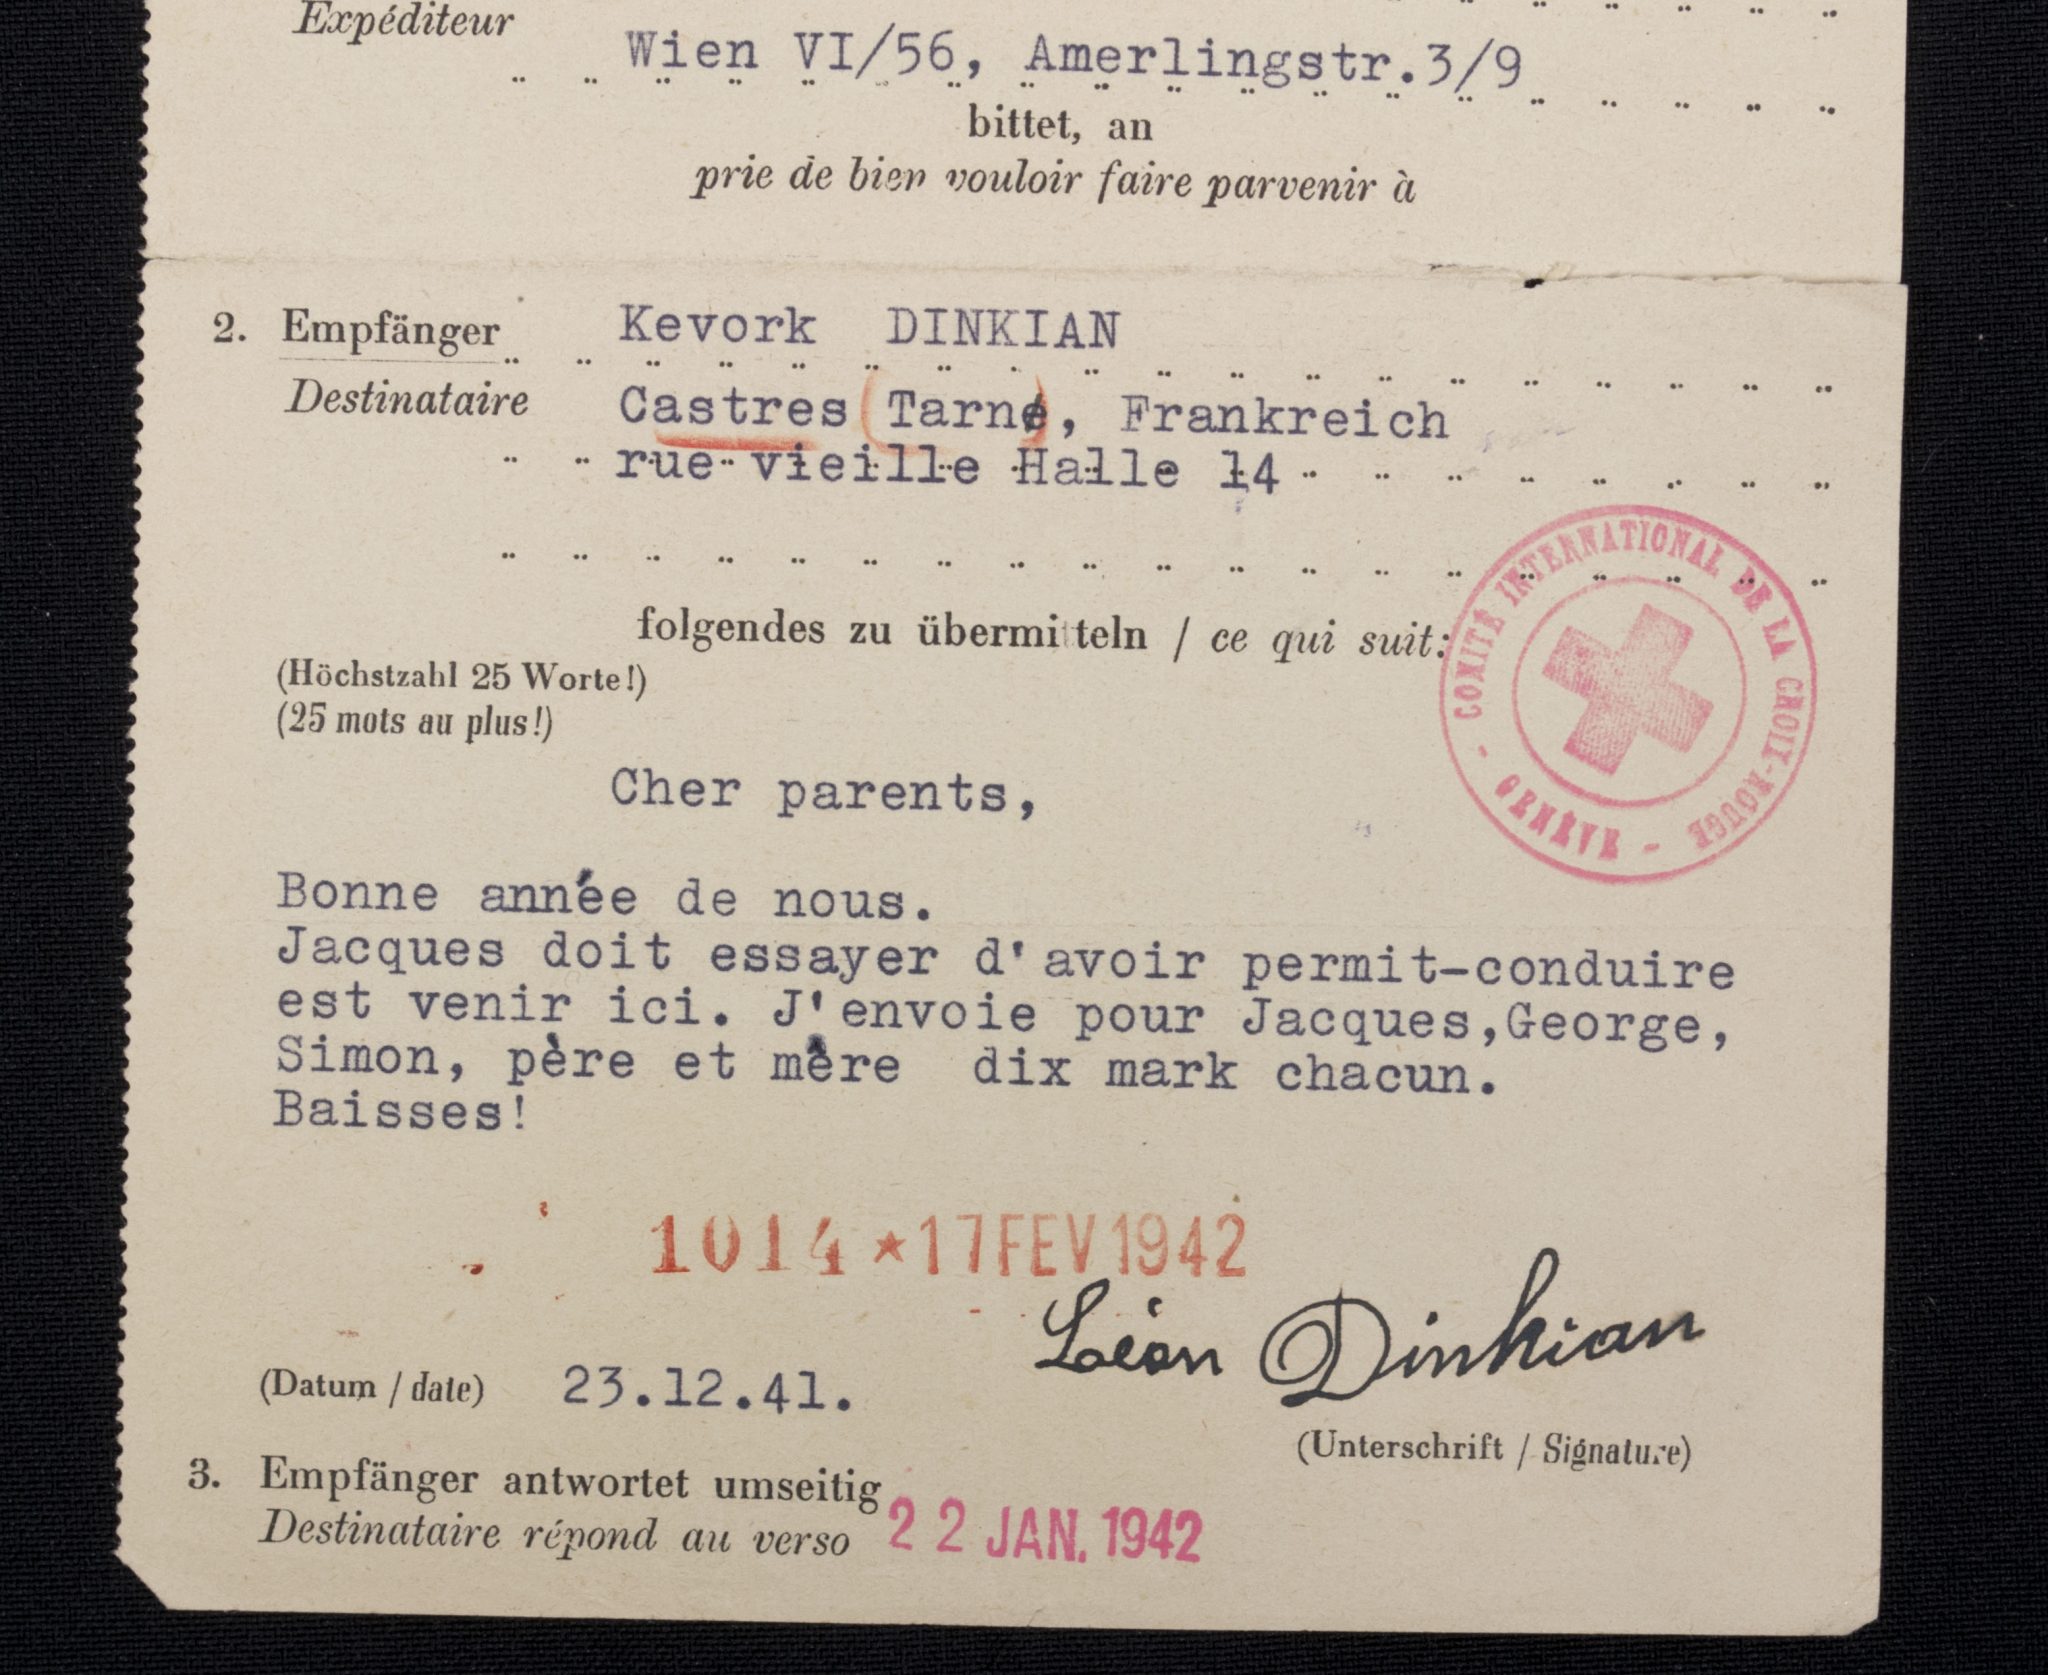 Expéditeur
Wien VI/56, Amerlingstr.3/9
bittet, an
prie de bien vouloir faire parvenir à
2. Empfänger Kevork DINKIAN
Destinataire Castres (Tarne), Frankreich
rue vieille Halle 14
folgendes zu übermitteln / ce qui suit:
(Höchstzahl 25 Worte!)
(25 mots au plus!)
COMITÉ INTERNATIONAL DE LA CROIX-ROUGE - GENÈVE -
Cher parents,
Bonne année de nous.
Jacques doit essayer d'avoir permit-conduire
est venir ici. J'envoie pour Jacques,George,
Simon, père et mère dix mark chacun.
Baisses!
1014 ★ 17 FEV 1942
Léon Dinkian
(Datum / date) 23.12.41.
(Unterschrift / Signature)
3. Empfänger antwortet umseitig
Destinataire répond au verso
22 JAN. 1942